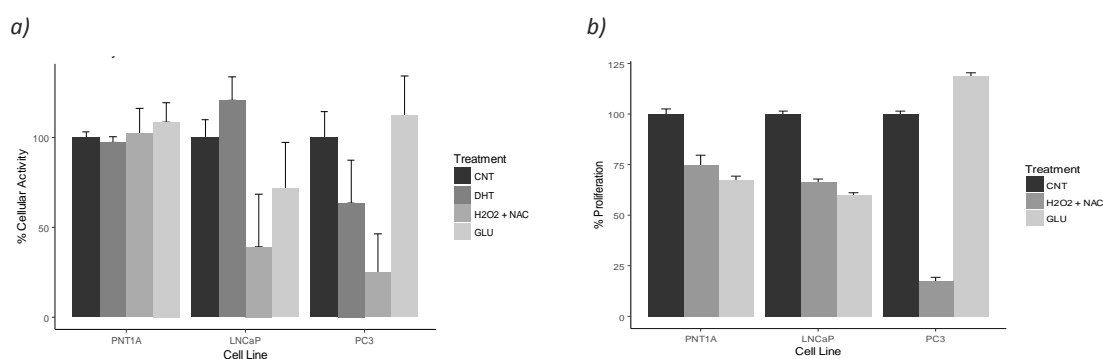 a)
% Cellular Activity
100
50
0
PNT1A
LNCaP
PC3
Cell Line
Treatment
CNT
DHT
H2O2 + NAC
GLU
b)
% Proliferation
125
100
75
50
25
0
PNT1A
LNCaP
PC3
Cell Line
Treatment
CNT
H2O2 + NAC
GLU